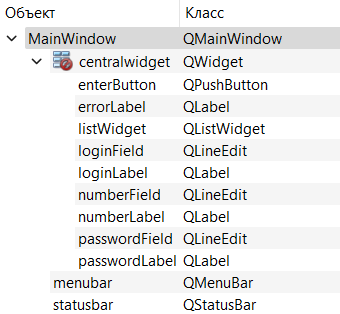 Объект Класс
MainWindow QMainWindow
centralwidget QWidget
enterButton QPushButton
errorLabel QLabel
listWidget QListWidget
loginField QLineEdit
loginLabel QLabel
numberField QLineEdit
numberLabel QLabel
passwordField QLineEdit
passwordLabel QLabel
menubar QMenuBar
statusbar QStatusBar